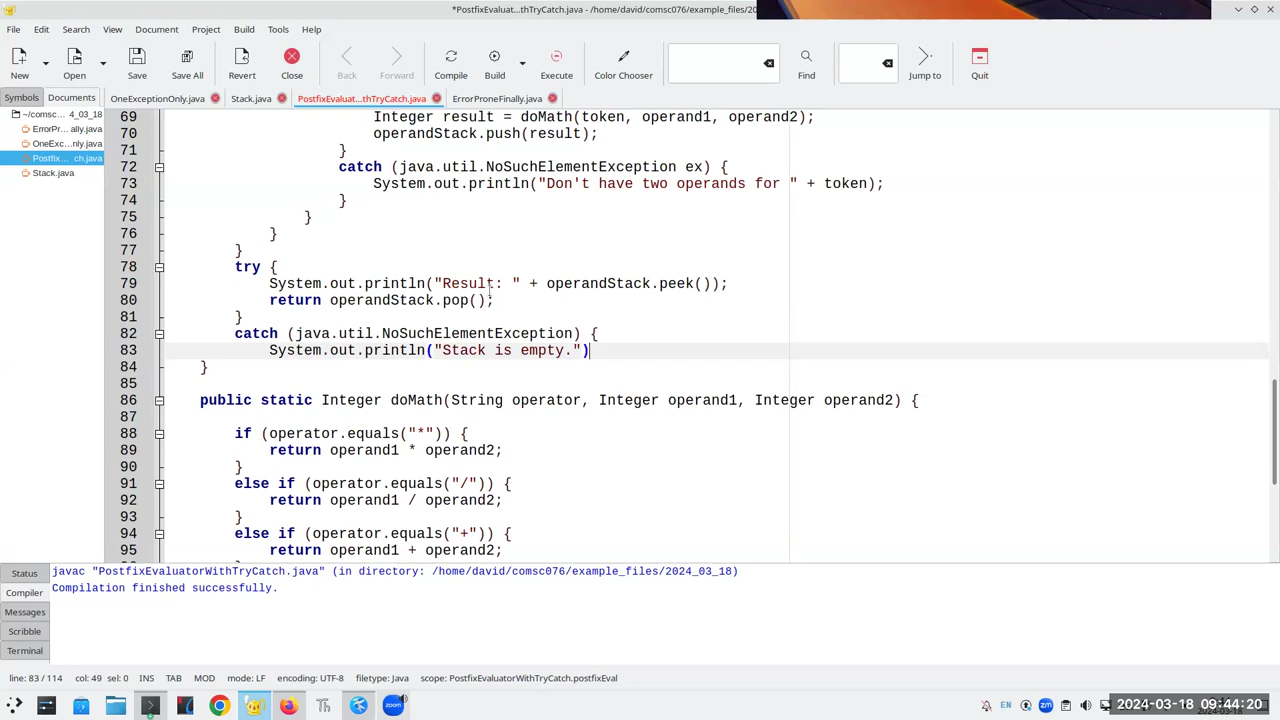 *PostfixEvaluat...thTryCatch.java - /home/david/comsc076/example_files/20
File Edit Search View Document Project Build Tools Help
New Open Save Save All Revert Close Back Forward Compile Build Execute Color Chooser Find Jump to Quit
Symbols Documents OneExceptionOnly.java Stack.java PostfixEvaluat...thTryCatch.java ErrorProneFinally.java
~/comsc... 4_03_18
ErrorPr... ally.java
OneExc...nly.java
Postfix... ch.java
Stack.java
69 Integer result = doMath(token, operand1, operand2);
70 operandStack.push(result);
71 }
72 catch (java.util.NoSuchElementException ex) {
73 System.out.println("Don't have two operands for " + token);
74 }
75 }
76 }
77 }
78 try {
79 System.out.println("Result: " + operandStack.peek());
80 return operandStack.pop();
81 }
82 catch (java.util.NoSuchElementException) {
83 System.out.println("Stack is empty.")
84 }
85
86 public static Integer doMath(String operator, Integer operand1, Integer operand2) {
87
88 if (operator.equals("*")) {
89 return operand1 * operand2;
90 }
91 else if (operator.equals("/")) {
92 return operand1 / operand2;
93 }
94 else if (operator.equals("+")) {
95 return operand1 + operand2;
Status
Compiler
Messages
Scribble
Terminal
javac "PostfixEvaluatorWithTryCatch.java" (in directory: /home/david/comsc076/example_files/2024_03_18)
Compilation finished successfully.
line: 83 / 114 col: 49 sel: 0 INS TAB MOD mode: LF encoding: UTF-8 filetype: Java scope: PostfixEvaluatorWithTryCatch.postfixEval
Th zoom EN zm 2024-03-18 09:44:20